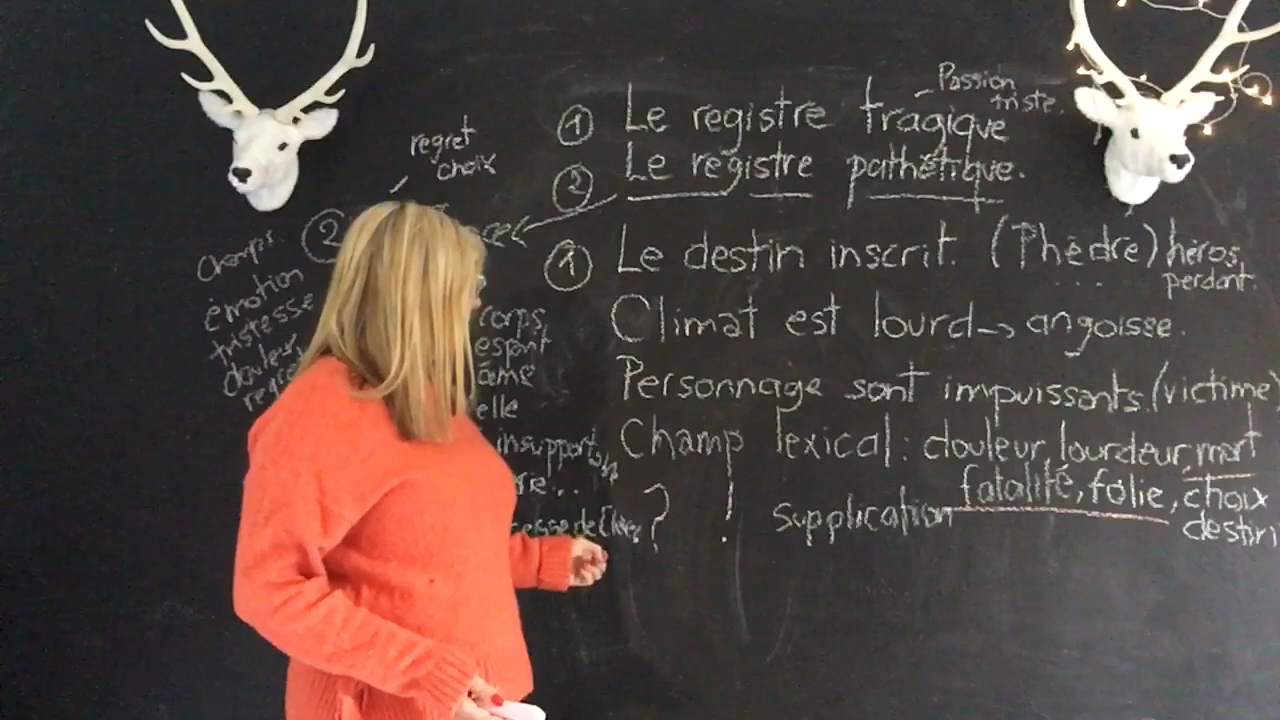 Passion
triste.
① Le registre tragique
② Le registre pathétique.
regret
choix
②
① Le destin inscrit. (Phèdre) héros
perdant.
Climat est lourd → angoisse.
Personnage sont impuissants. (victime)
Champ lexical : douleur, lourdeur, mort
fatalité, folie, choix
destin
? ! supplication
Champs.
émotion
tristesse
douleur
corps
esprit
âme
elle
insupport